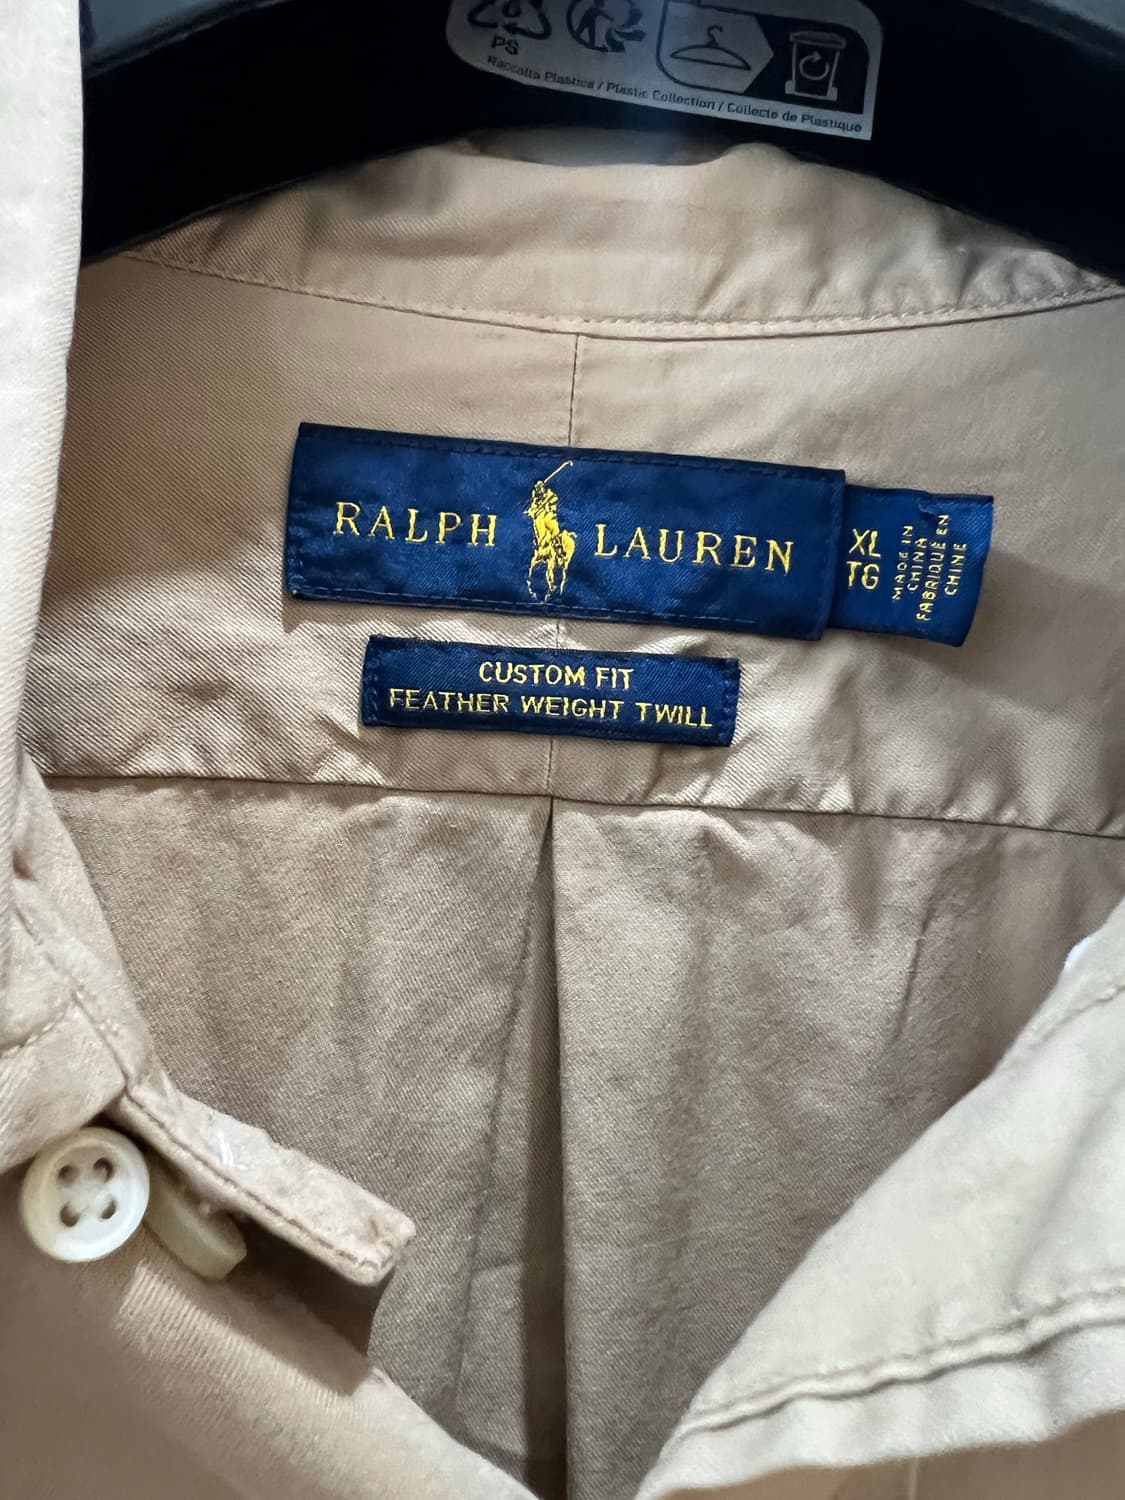 PS
Raccolta Plastica / Plastic Collection / Collecte de Plastique
RALPH LAUREN
XL
TG
MADE IN
CHINA
FABRIQUÉ EN
CHINE
CUSTOM FIT
FEATHER WEIGHT TWILL